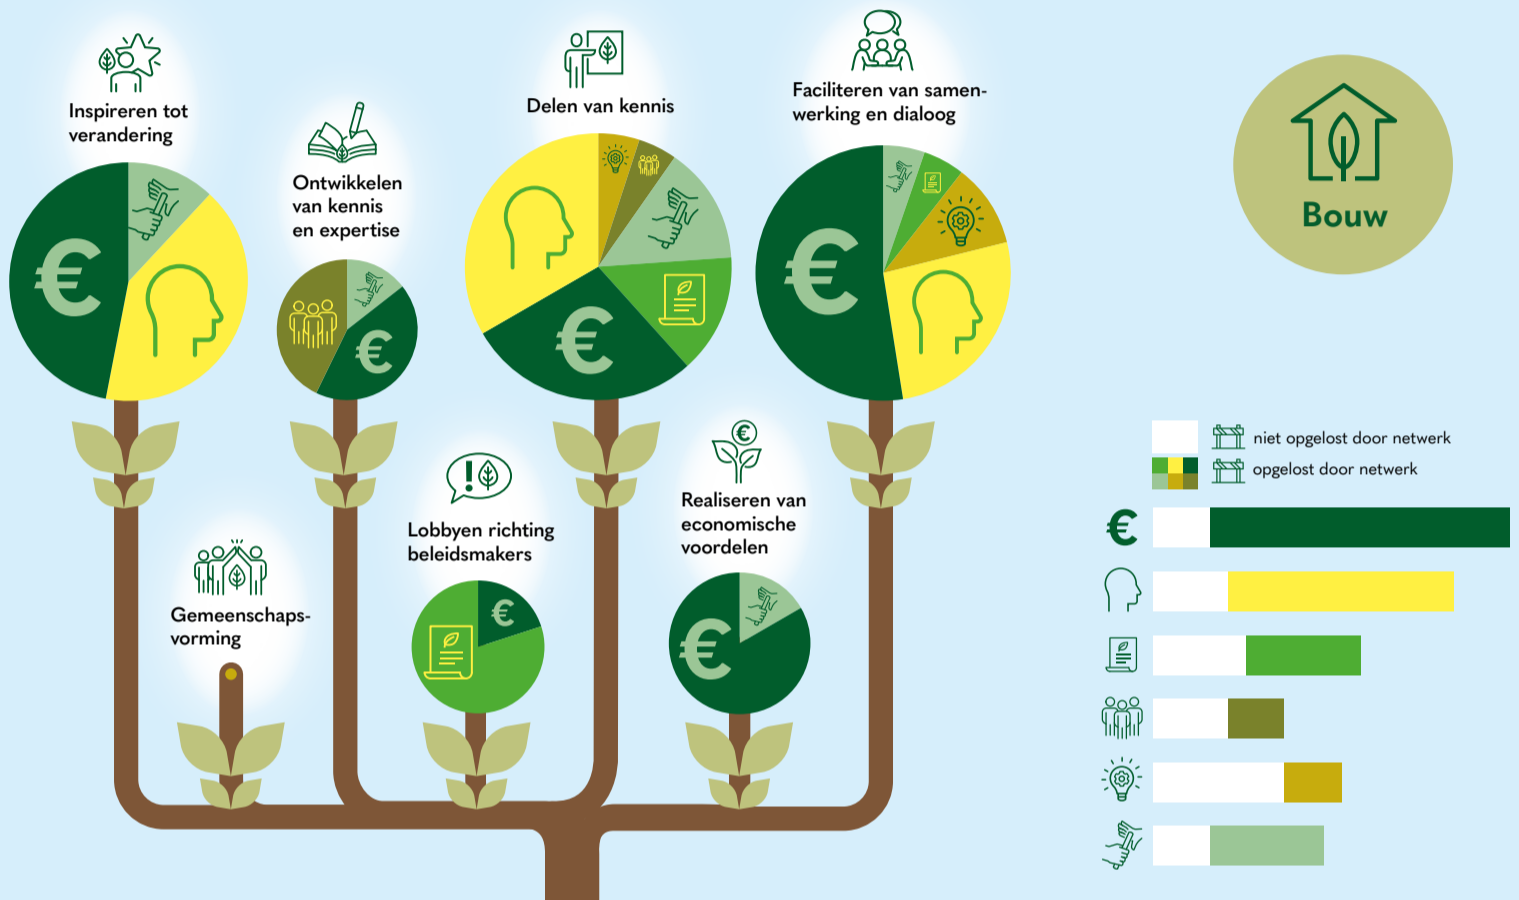 Inspireren tot
verandering
Ontwikkelen
van kennis
en expertise
Delen van kennis
Faciliteren van samen-
werking en dialoog
Bouw
€
€
€
€
niet opgelost door netwerk
opgelost door netwerk
Gemeenschaps-
vorming
!
Lobbyen richting
beleidsmakers
€
€
Realiseren van
economische
voordelen
€
€